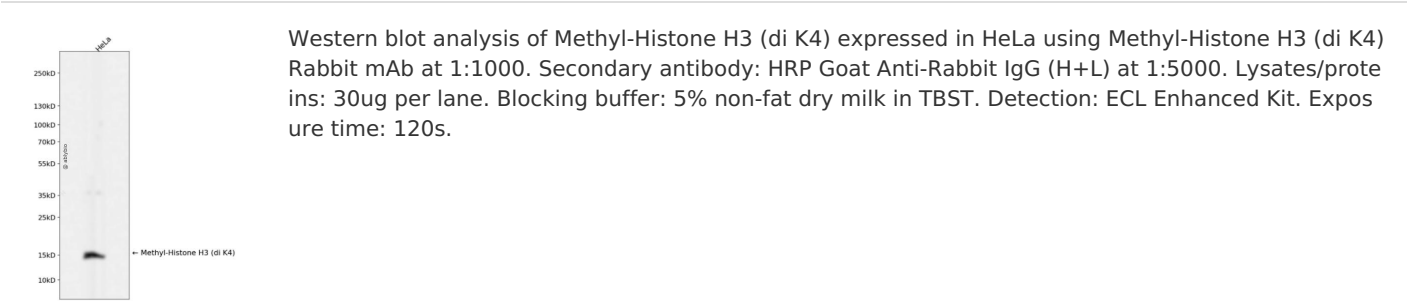 HeLa
250kD
130kD
100kD
70kD
55kD
35kD
25kD
15kD
10kD
@ ablybio
← Methyl-Histone H3 (di K4)
Western blot analysis of Methyl-Histone H3 (di K4) expressed in HeLa using Methyl-Histone H3 (di K4)
Rabbit mAb at 1:1000. Secondary antibody: HRP Goat Anti-Rabbit IgG (H+L) at 1:5000. Lysates/prote
ins: 30ug per lane. Blocking buffer: 5% non-fat dry milk in TBST. Detection: ECL Enhanced Kit. Expos
ure time: 120s.